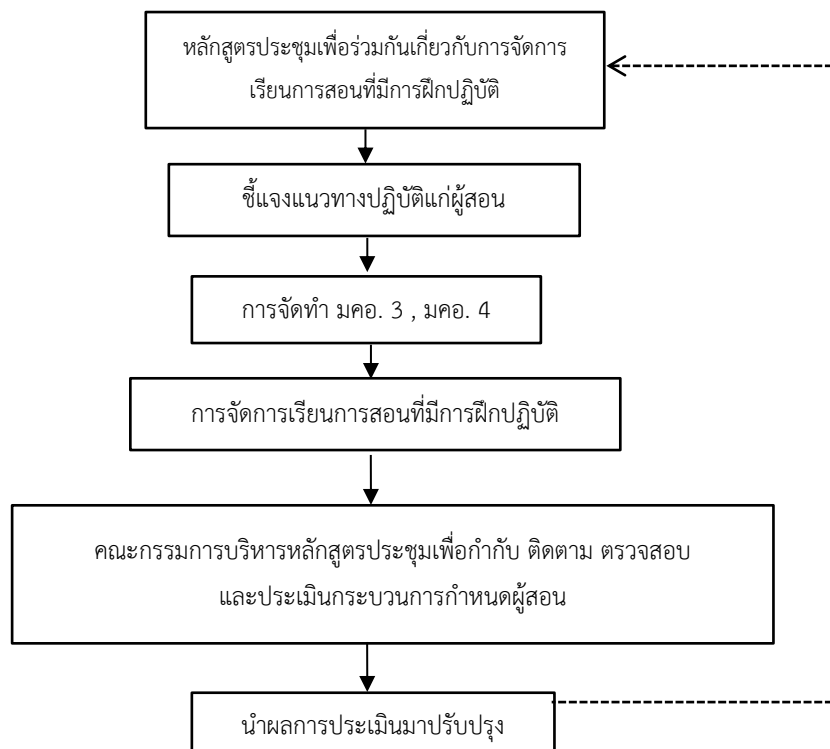 หลักสูตรประชุมเพื่อร่วมกันเกี่ยวกับการจัดการ
เรียนการสอนที่มีการฝึกปฏิบัติ
ชี้แจงแนวทางปฏิบัติแก่ผู้สอน
การจัดทำ มคอ. 3 , มคอ. 4
การจัดการเรียนการสอนที่มีการฝึกปฏิบัติ
คณะกรรมการบริหารหลักสูตรประชุมเพื่อกำกับ ติดตาม ตรวจสอบ
และประเมินกระบวนการกำหนดผู้สอน
นำผลการประเมินมาปรับปรุง